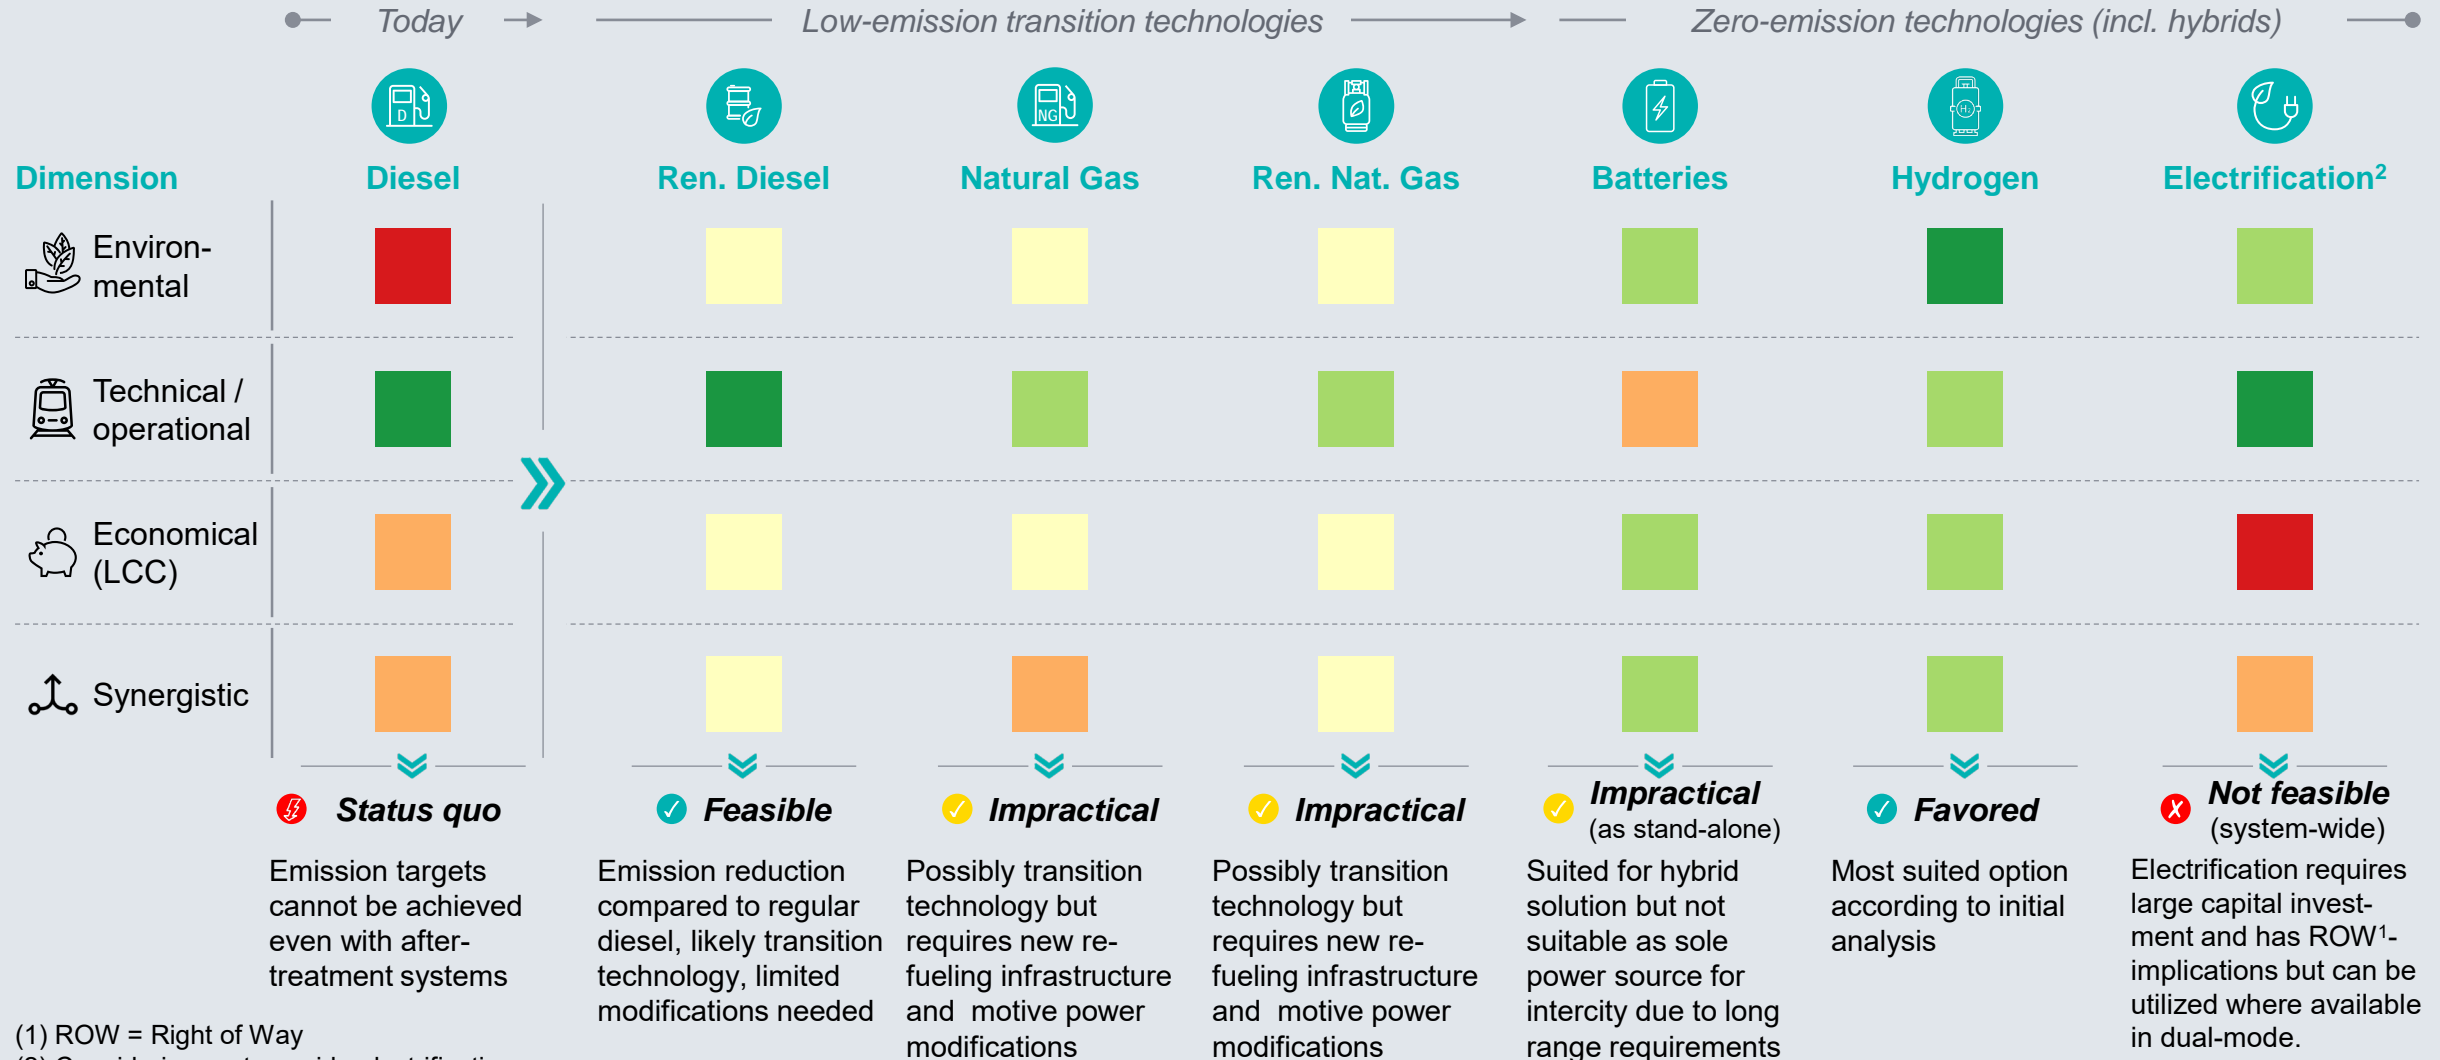 Today
Low-emission transition technologies
Zero-emission technologies (incl. hybrids)
D
NG
H₂
Dimension
Diesel
Ren. Diesel
Natural Gas
Ren. Nat. Gas
Batteries
Hydrogen
Electrification²
Environ-
mental
Technical /
operational
Economical
(LCC)
Synergistic
Status quo
Emission targets
cannot be achieved
even with after-
treatment systems
Feasible
Emission reduction
compared to regular
diesel, likely transition
technology, limited
modifications needed
Impractical
Possibly transition
technology but
requires new re-
fueling infrastructure
and motive power
modifications
Impractical
Possibly transition
technology but
requires new re-
fueling infrastructure
and motive power
modifications
Impractical
(as stand-alone)
Suited for hybrid
solution but not
suitable as sole
power source for
intercity due to long
range requirements
Favored
Most suited option
according to initial
analysis
Not feasible
(system-wide)
Electrification requires
large capital invest-
ment and has ROW¹-
implications but can be
utilized where available
in dual-mode.
(1) ROW = Right of Way